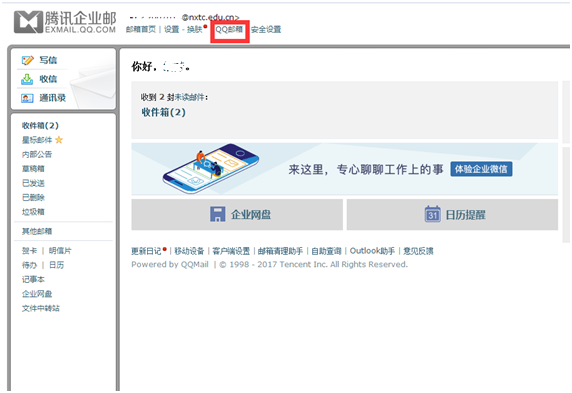 腾讯企业邮
EXMAIL.QQ.COM
@nxtc.edu.cn>
邮箱首页 | 设置 - 换肤 QQ邮箱 安全设置
写信
收信
通讯录
收件箱(2)
星标邮件
内部公告
草稿箱
已发送
已删除
垃圾箱
其他邮箱
贺卡 | 明信片
待办 | 日历
记事本
企业网盘
文件中转站
你好，
。
收到 2 封未读邮件：
收件箱(2)
来这里，专心聊聊工作上的事 体验企业微信
企业网盘
31 日历提醒
更新日记 | 移动设备 | 客户端设置 | 邮箱清理助手 | 自助查询 | Outlook助手 | 意见反馈
Powered by QQMail | © 1998 - 2017 Tencent Inc. All Rights Reserved.